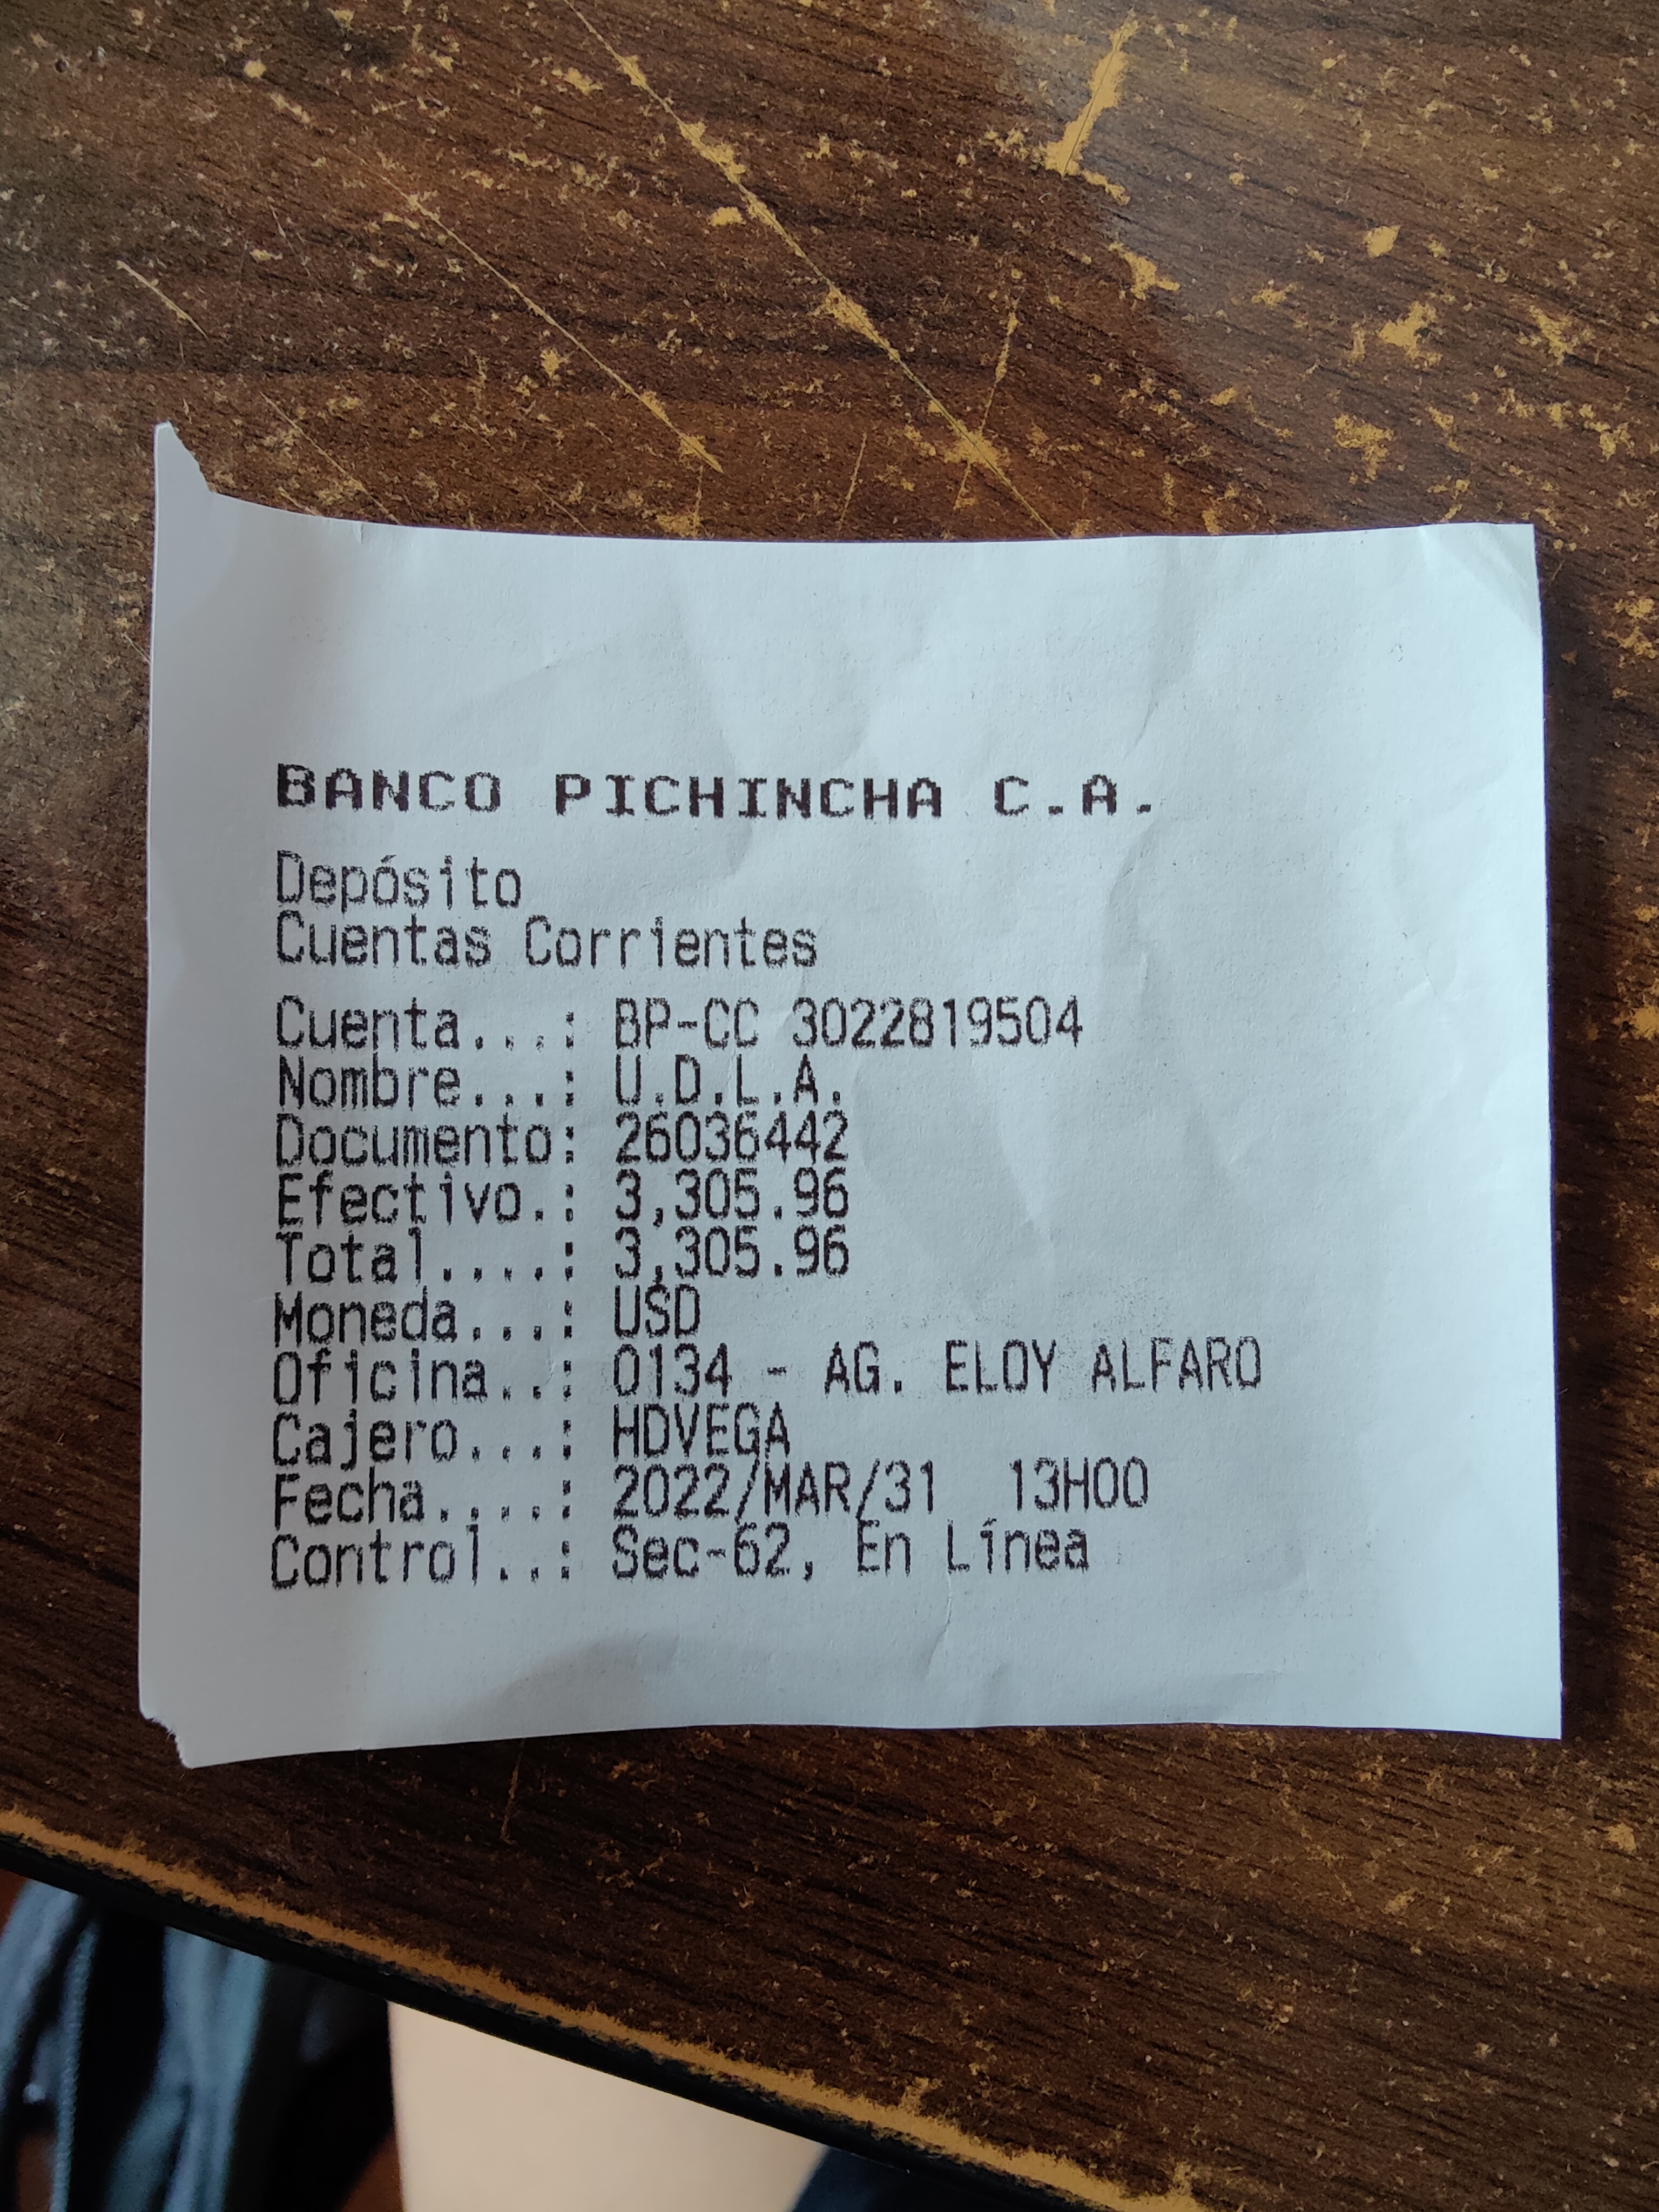 BANCO PICHINCHA C.A.
Depósito
Cuentas Corrientes
Cuenta...: BP-CC 3022819504
Nombre...: U.D.L.A.
Documento: 26036442
Efectivo.: 3,305.96
Total....: 3,305.96
Moneda...: USD
Oficina..: 0134 - AG. ELOY ALFARO
Cajero...: HDVEGA
Fecha....: 2022/MAR/31 13H00
Control..: Sec-62, En Línea